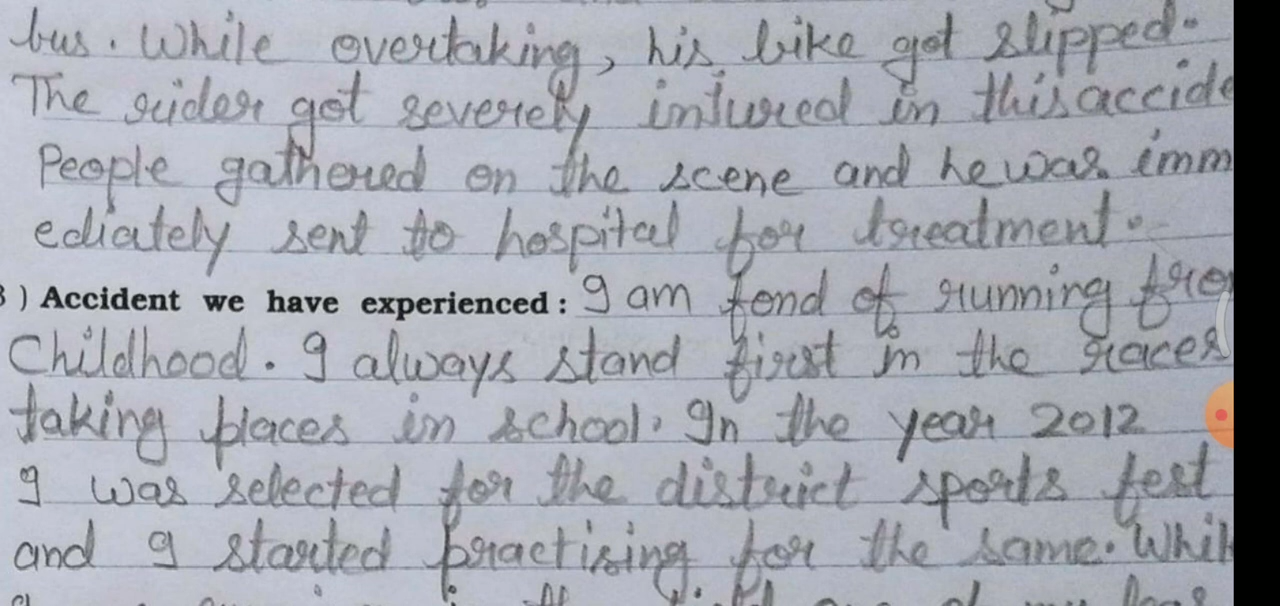 bus. While overtaking, his bike got slipped.
The rider got severely intured in this accide
People gathered on the scene and he was imm
ediately sent to hospital for treatment.
3) Accident we have experienced : I am fond of running fro
Childhood. I always stand first in the races
taking places in school. In the year 2012
I was selected for the district sports fest
and I started practising for the same. Whil